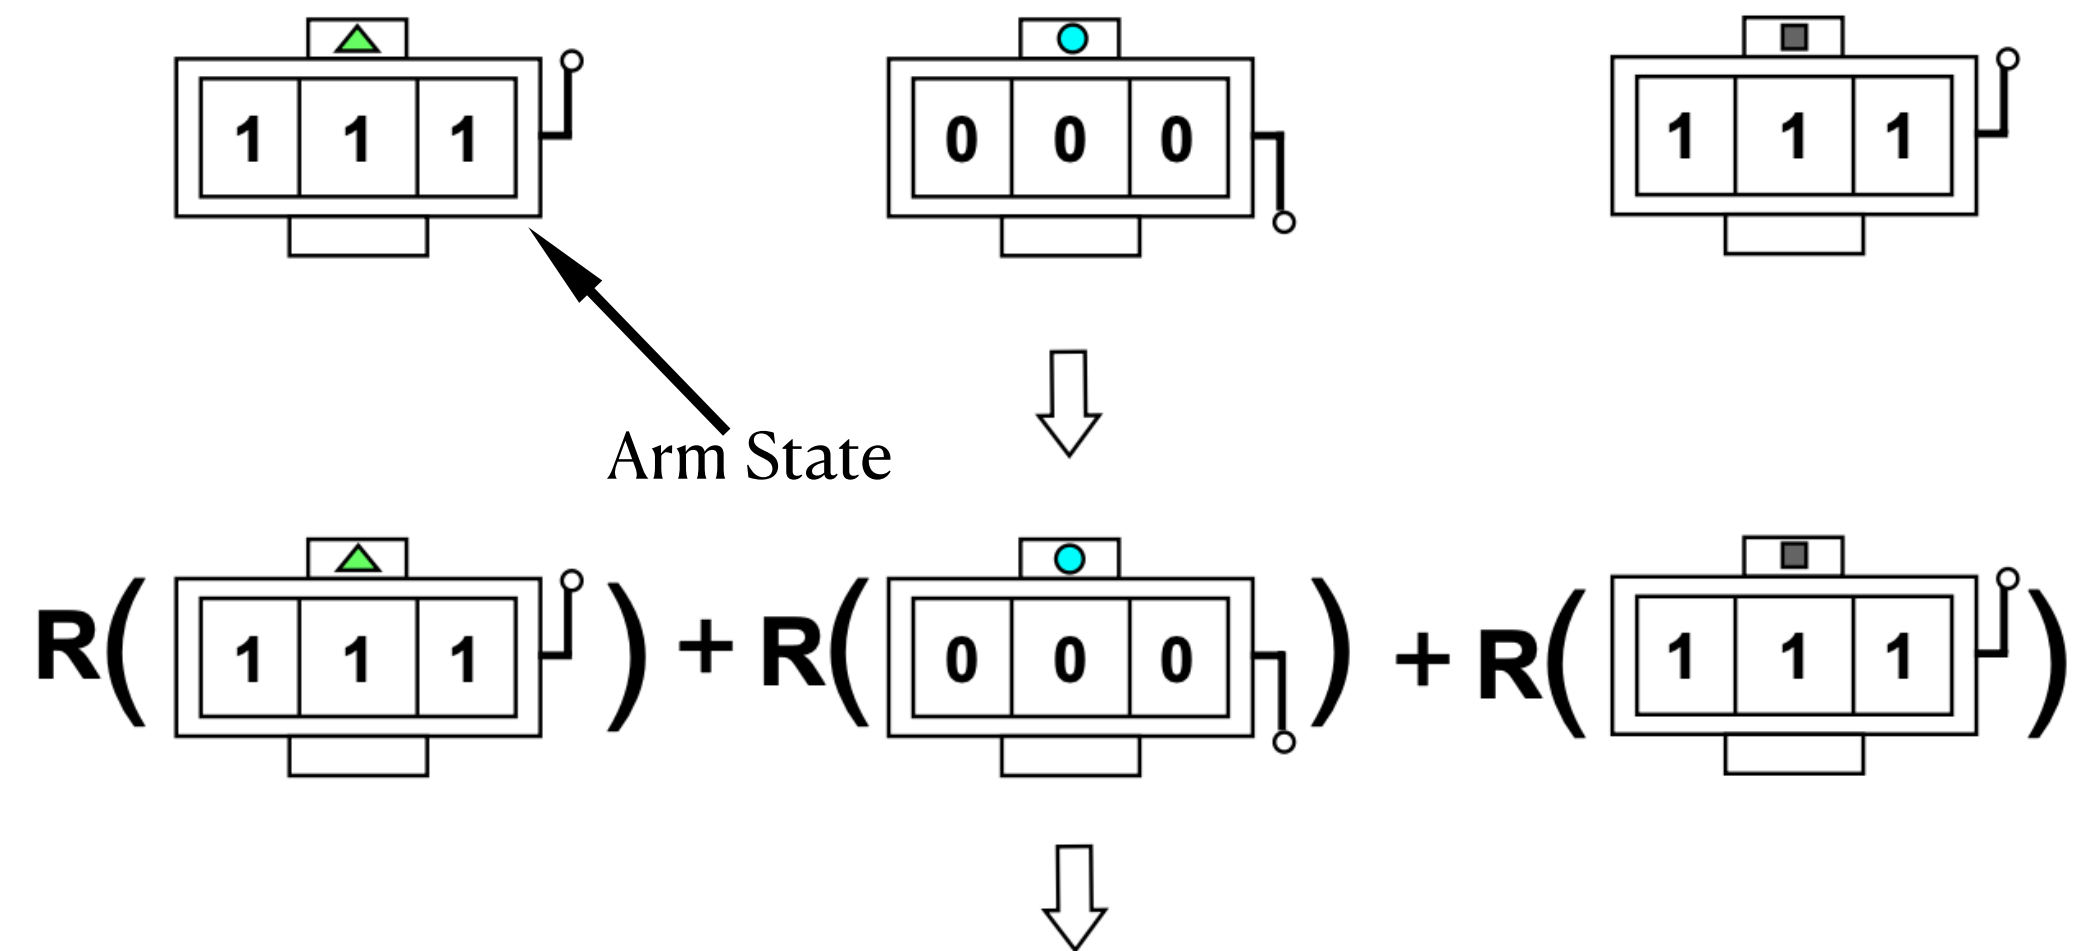 1 1 1 0 0 0 1 1 1
Arm State
R( 1 1 1 ) + R( 0 0 0 ) + R( 1 1 1 )